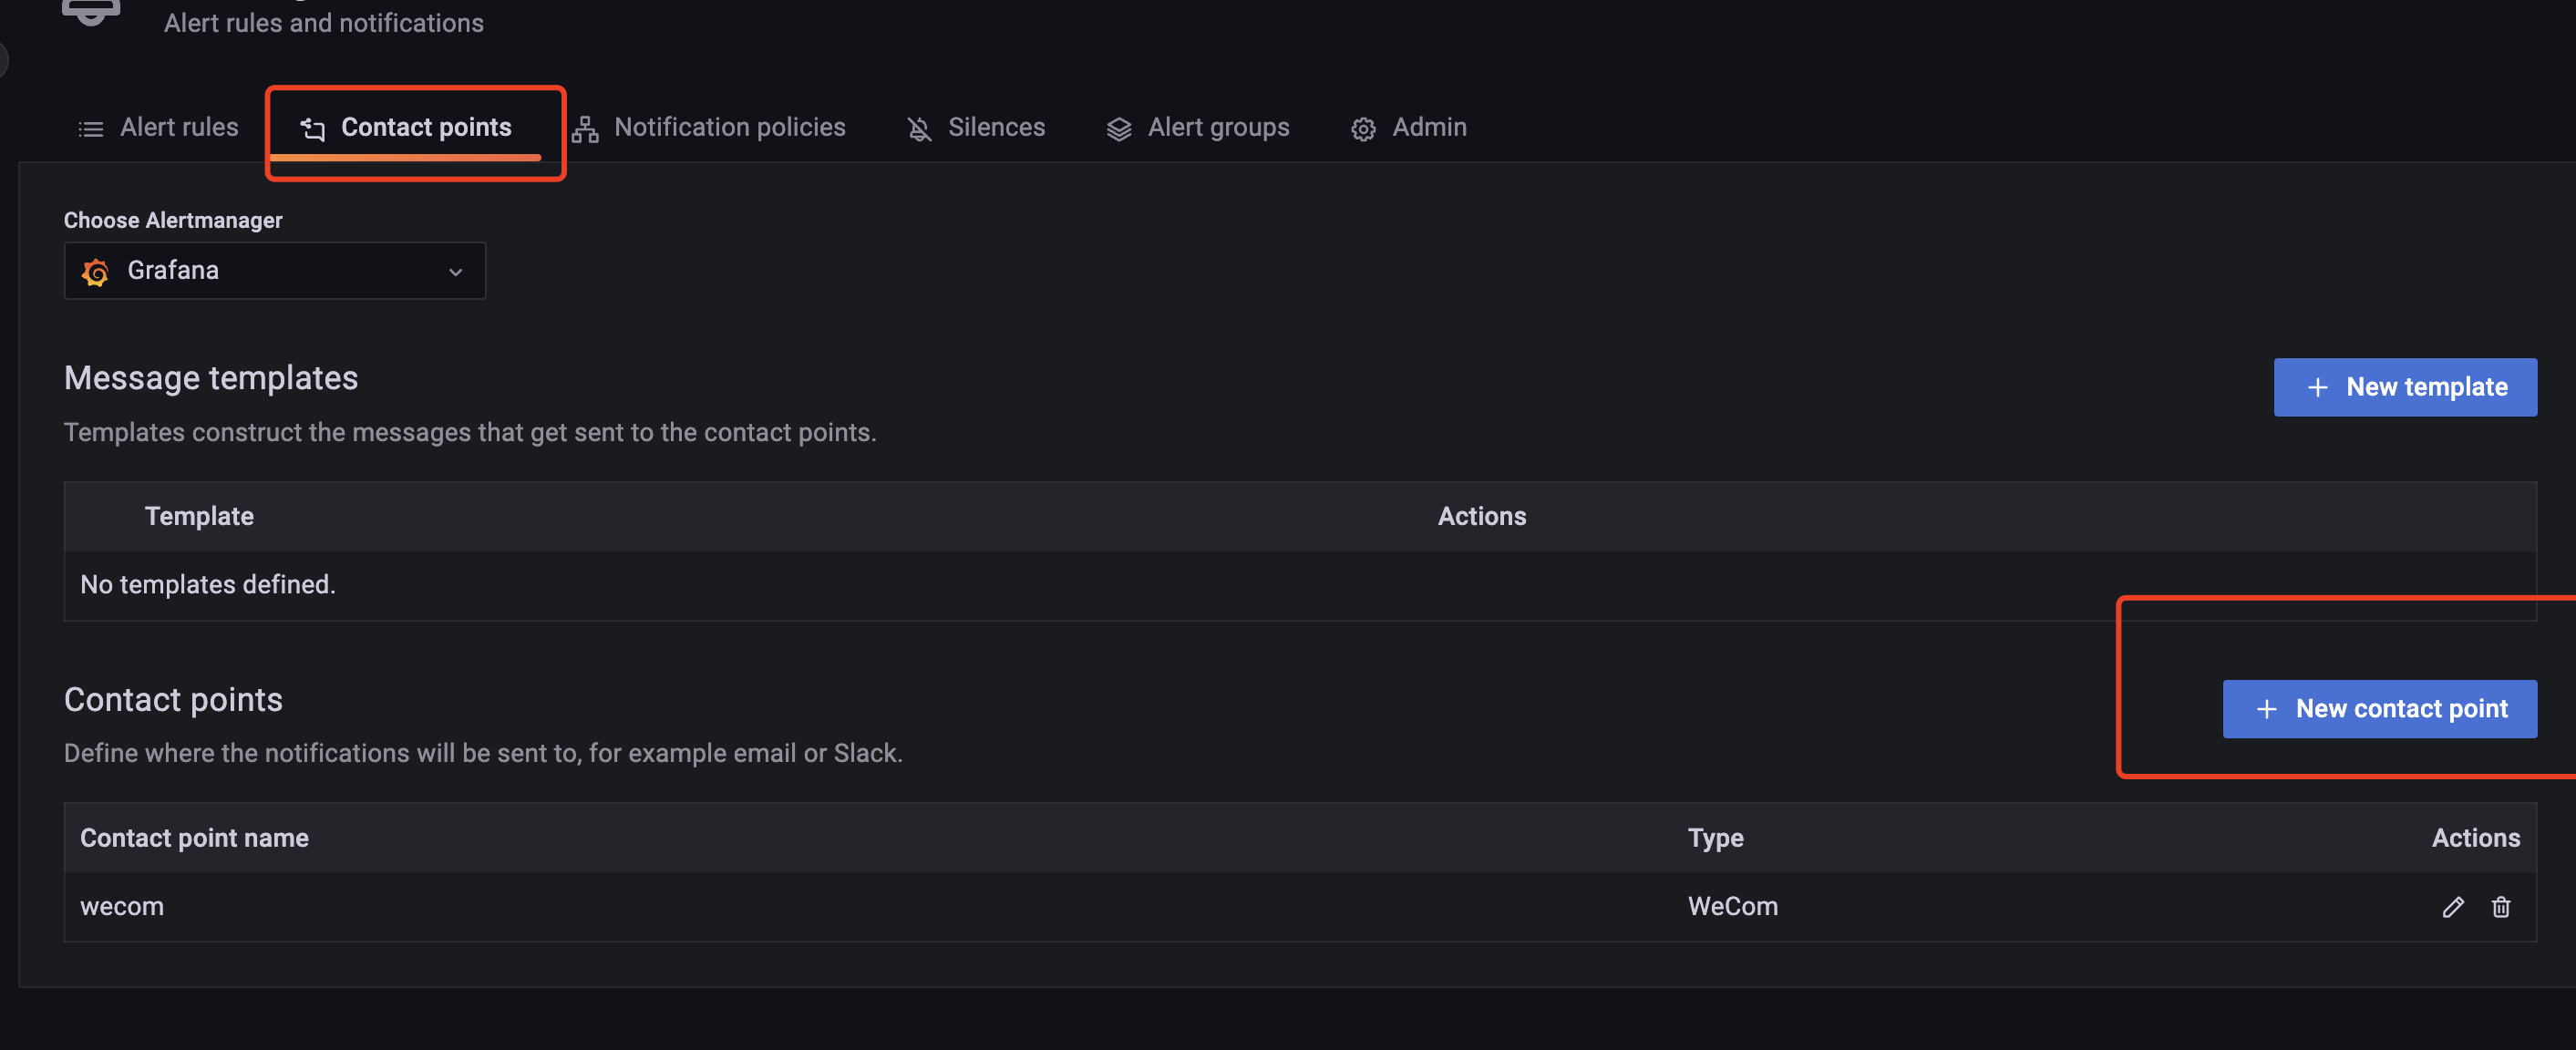 Alert rules and notifications
Alert rules
Contact points
Notification policies
Silences
Alert groups
Admin
Choose Alertmanager
Grafana
Message templates
New template
Templates construct the messages that get sent to the contact points.
Template Actions
No templates defined.
Contact points
New contact point
Define where the notifications will be sent to, for example email or Slack.
Contact point name Type Actions
wecom WeCom